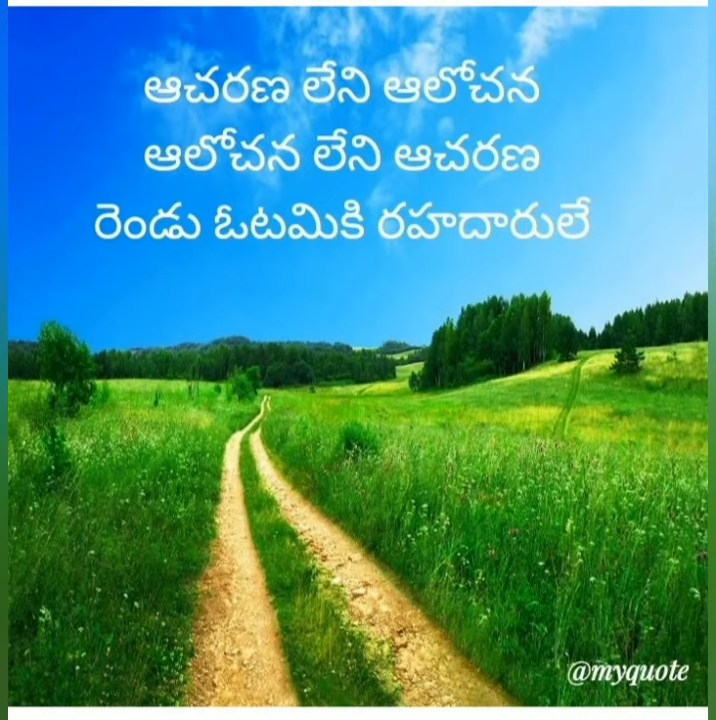 ఆచరణ లేని ఆలోచన
ఆలోచన లేని ఆచరణ
రెండు ఓటమికి రహదారులే
@myquote